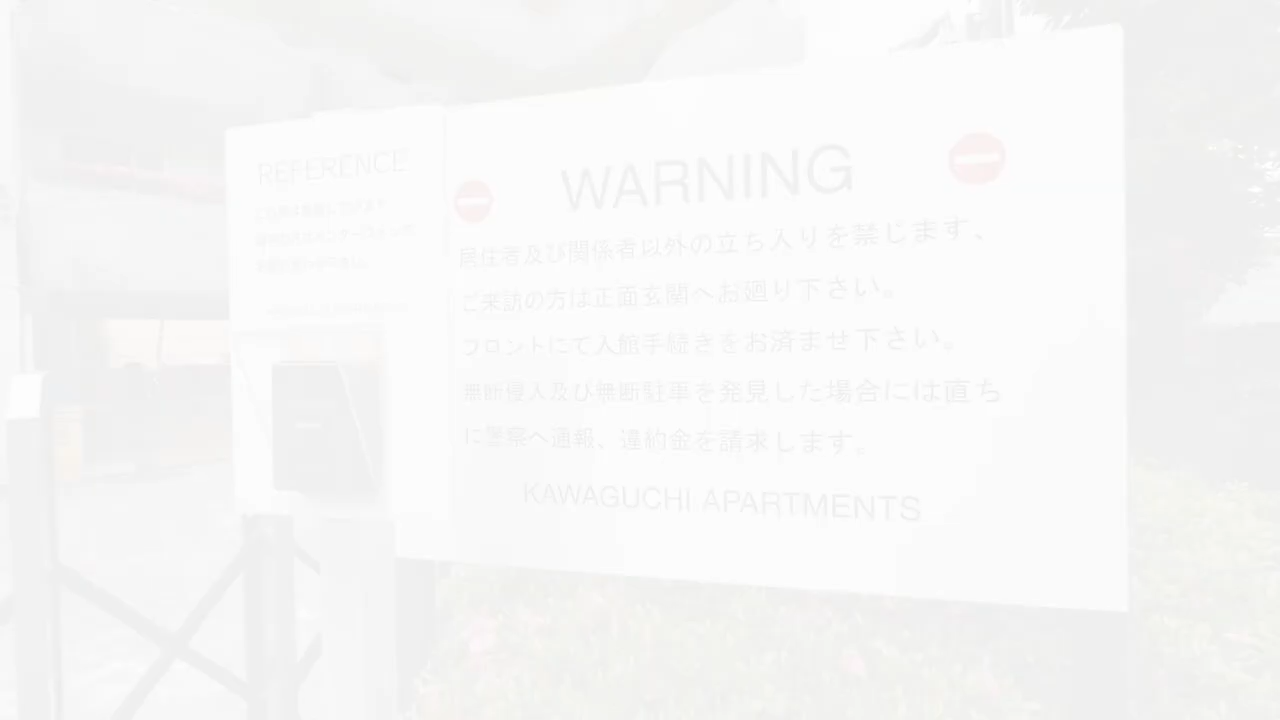 REFERENCE
WARNING
居住者及び関係者以外の立ち入りを禁じます、
ご来訪の方は正面玄関へお廻り下さい。
フロントにて入館手続きをお済ませ下さい。
無断侵入及び無断駐車を発見した場合には直ち
に警察へ通報、違約金を請求します。
KAWAGUCHI APARTMENTS